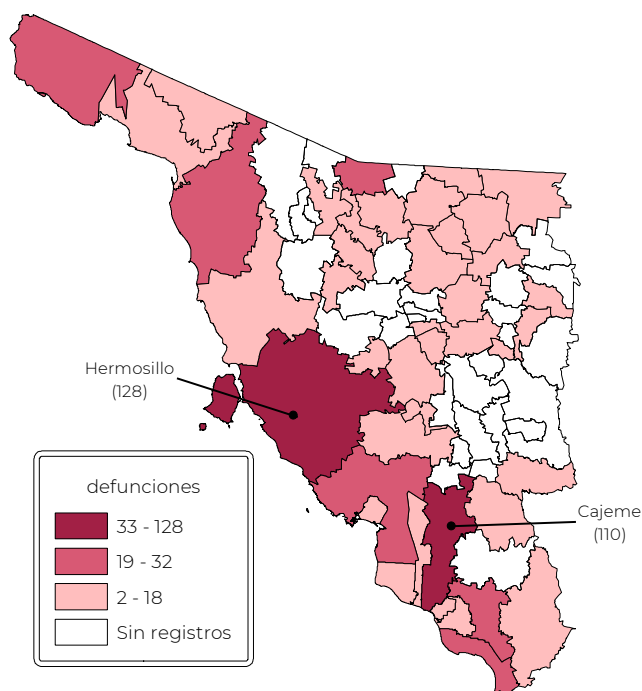 Hermosillo
(128)
defunciones
33 - 128
19 - 32
2 - 18
Sin registros
Cajeme
(110)